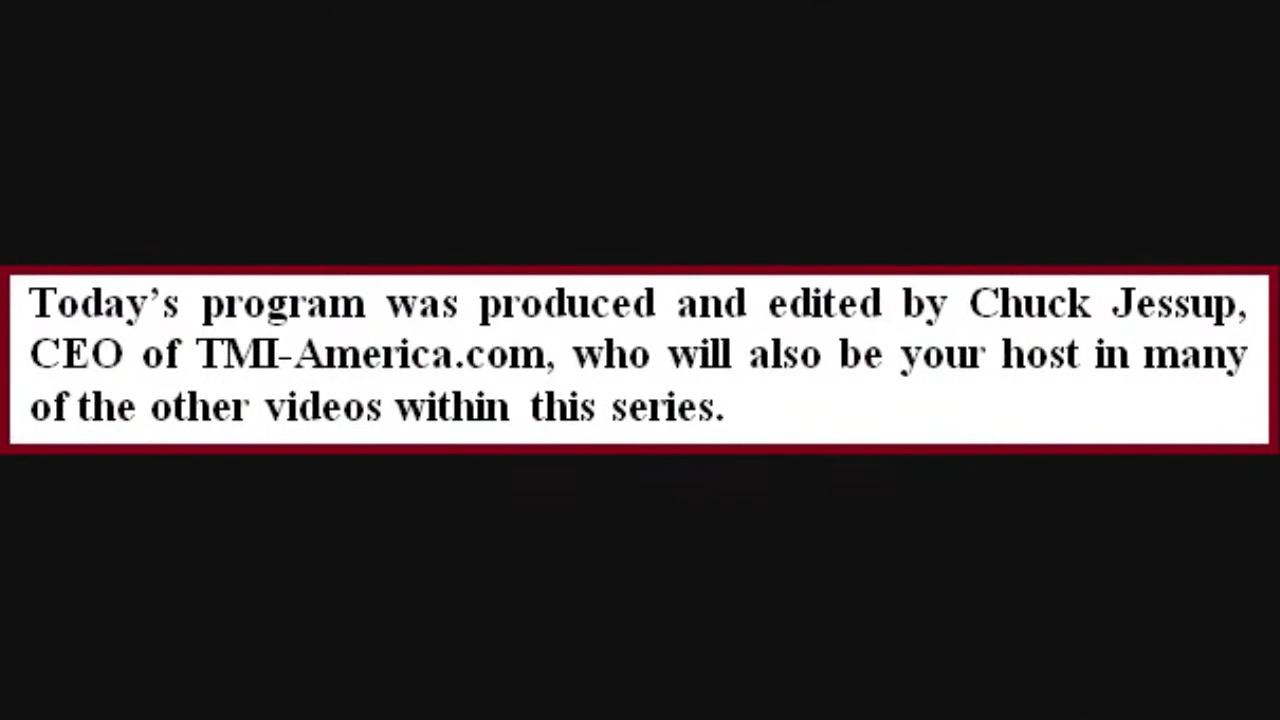 Today’s program was produced and edited by Chuck Jessup,
CEO of TMI-America.com, who will also be your host in many
of the other videos within this series.